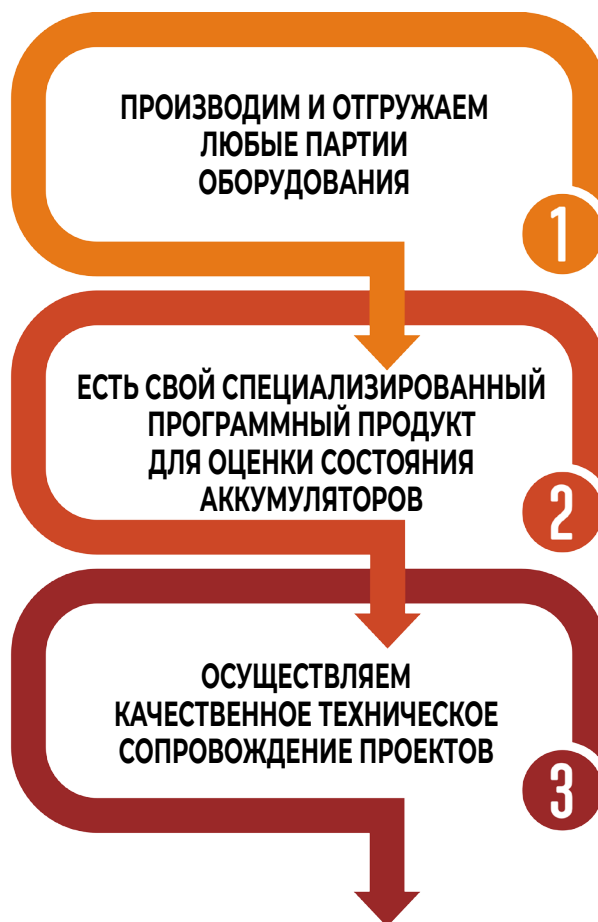 ПРОИЗВОДИМ И ОТГРУЖАЕМ
ЛЮБЫЕ ПАРТИИ
ОБОРУДОВАНИЯ
1
ЕСТЬ СВОЙ СПЕЦИАЛИЗИРОВАННЫЙ
ПРОГРАММНЫЙ ПРОДУКТ
ДЛЯ ОЦЕНКИ СОСТОЯНИЯ
АККУМУЛЯТОРОВ
2
ОСУЩЕСТВЛЯЕМ
КАЧЕСТВЕННОЕ ТЕХНИЧЕСКОЕ
СОПРОВОЖДЕНИЕ ПРОЕКТОВ
3